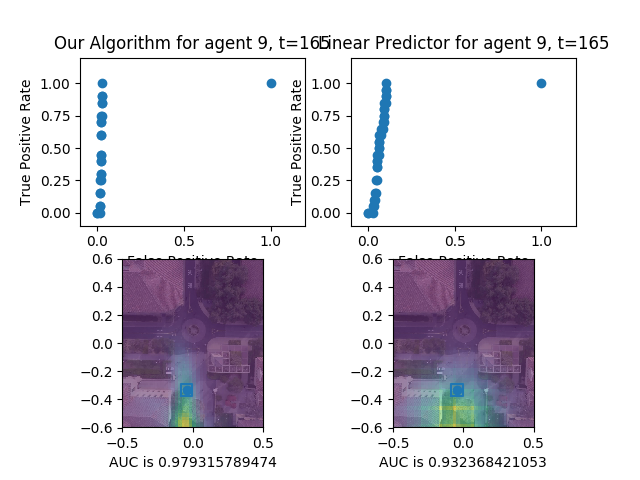 Our Algorithm for agent 9, t=165
Linear Predictor for agent 9, t=165
True Positive Rate
1.00
0.75
0.50
0.25
0.00
0.0 0.5 1.0
False Positive Rate
True Positive Rate
1.00
0.75
0.50
0.25
0.00
0.0 0.5 1.0
False Positive Rate
0.6
0.4
0.2
0.0
−0.2
−0.4
−0.6
−0.5 0.0 0.5
AUC is 0.979315789474
0.6
0.4
0.2
0.0
−0.2
−0.4
−0.6
−0.5 0.0 0.5
AUC is 0.932368421053